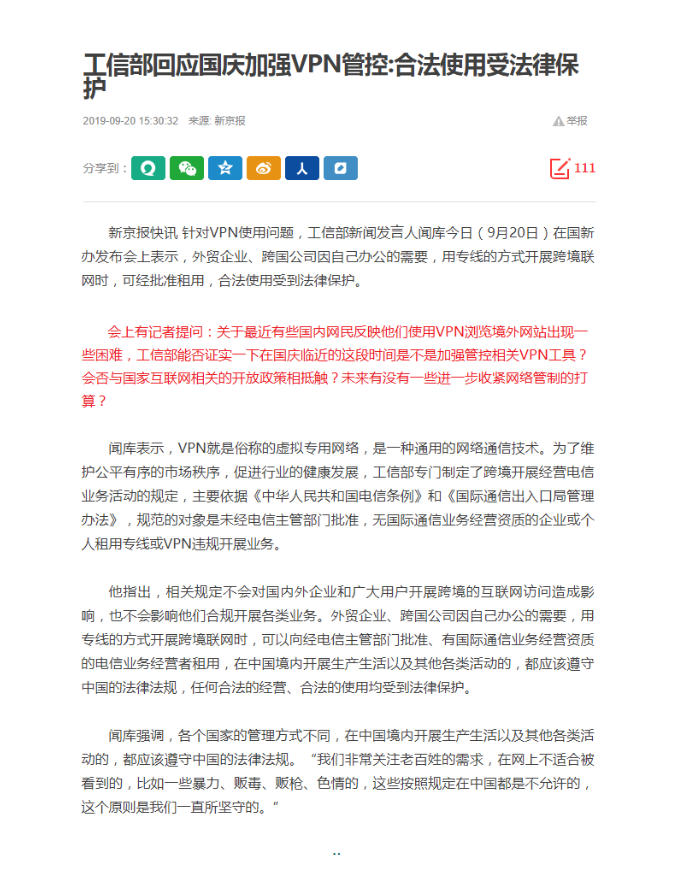 工信部回应国庆加强VPN管控:合法使用受法律保
护
2019-09-20 15:30:32 来源: 新京报 举报
分享到： 人 111
新京报快讯 针对VPN使用问题，工信部新闻发言人闻库今日（9月20日）在国新
办发布会上表示，外贸企业、跨国公司因自己办公的需要，用专线的方式开展跨境联
网时，可经批准租用，合法使用受到法律保护。
会上有记者提问：关于最近有些国内网民反映他们使用VPN浏览境外网站出现一
些困难，工信部能否证实一下在国庆临近的这段时间是不是加强管控相关VPN工具？
会否与国家互联网相关的开放政策相抵触？未来有没有一些进一步收紧网络管制的打
算？
闻库表示，VPN就是俗称的虚拟专用网络，是一种通用的网络通信技术。为了维
护公平有序的市场秩序，促进行业的健康发展，工信部专门制定了跨境开展经营电信
业务活动的规定，主要依据《中华人民共和国电信条例》和《国际通信出入口局管理
办法》，规范的对象是未经电信主管部门批准，无国际通信业务经营资质的企业或个
人租用专线或VPN违规开展业务。
他指出，相关规定不会对国内外企业和广大用户开展跨境的互联网访问造成影
响，也不会影响他们合规开展各类业务。外贸企业、跨国公司因自己办公的需要，用
专线的方式开展跨境联网时，可以向经电信主管部门批准、有国际通信业务经营资质
的电信业务经营者租用，在中国境内开展生产生活以及其他各类活动的，都应该遵守
中国的法律法规，任何合法的经营、合法的使用均受到法律保护。
闻库强调，各个国家的管理方式不同，在中国境内开展生产生活以及其他各类活
动的，都应该遵守中国的法律法规。“我们非常关注老百姓的需求，在网上不适合被
看到的，比如一些暴力、贩毒、贩枪、色情的，这些按照规定在中国都是不允许的，
这个原则是我们一直所坚守的。”